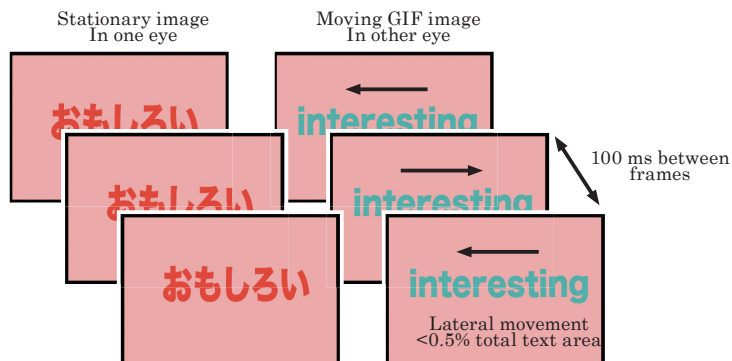 Stationary image
In one eye
Moving GIF image
In other eye
おもしろい
interesting
おもしろい
interesting
100 ms between
frames
おもしろい
interesting
Lateral movement
<0.5% total text area